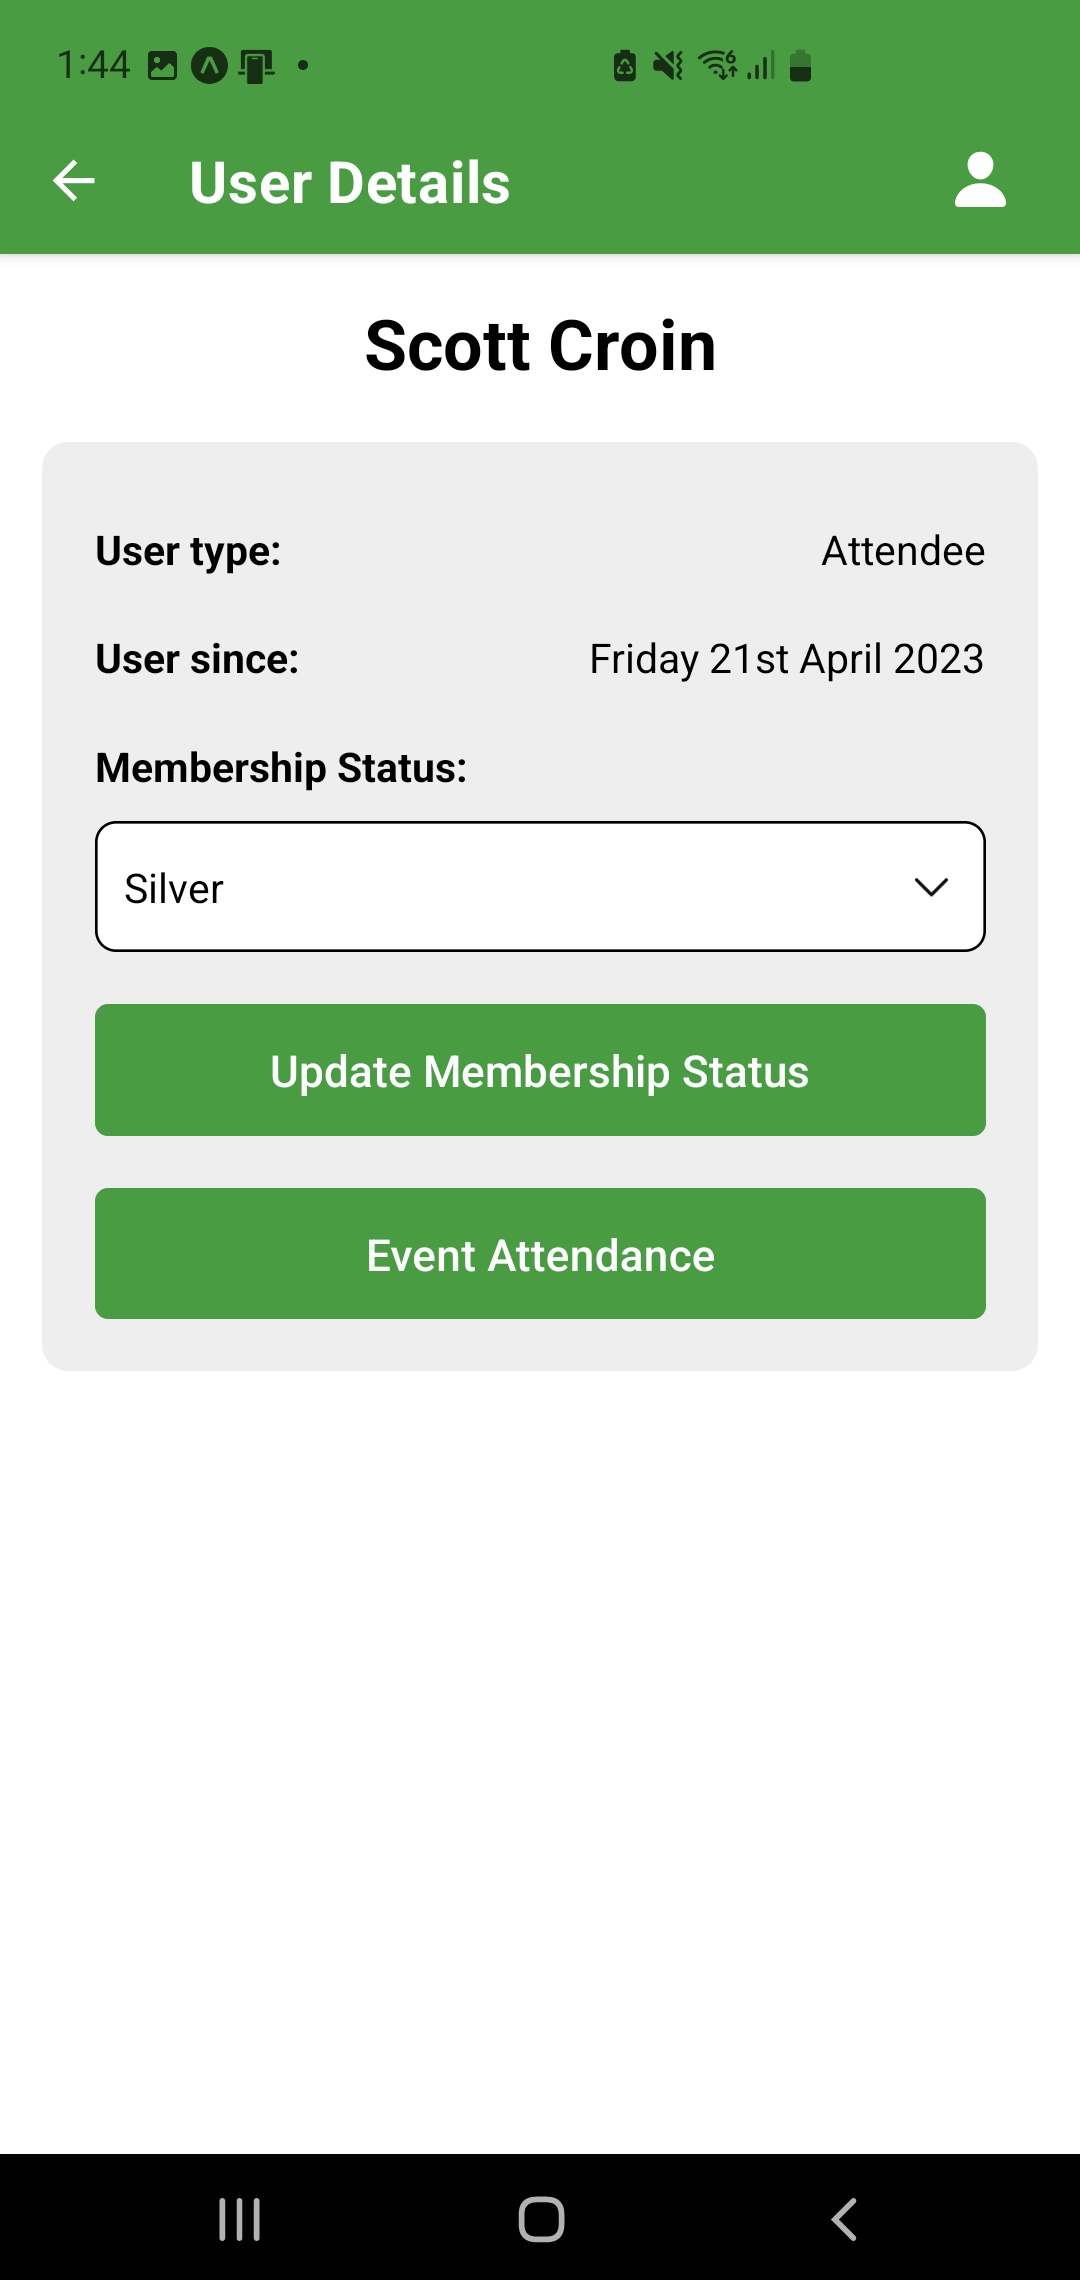 1:44
User Details
Scott Croin
User type: Attendee
User since: Friday 21st April 2023
Membership Status:
Silver
Update Membership Status
Event Attendance